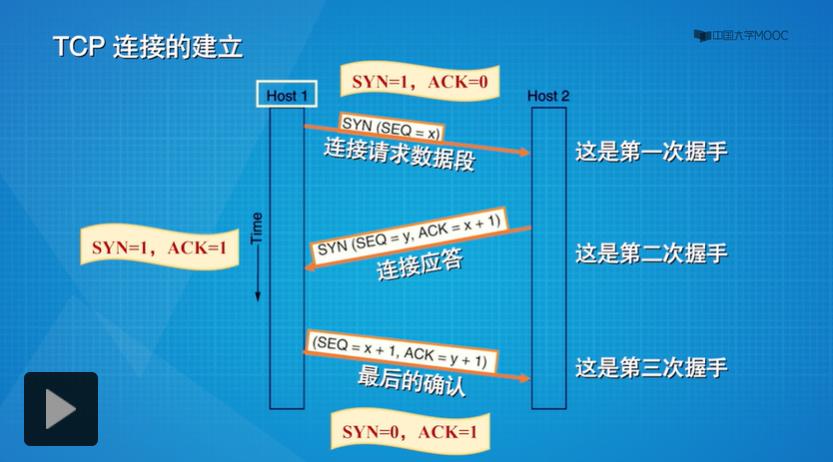 TCP 连接的建立
中国大学MOOC
SYN=1，ACK=0
Host 1
Host 2
SYN (SEQ = x)
连接请求数据段
这是第一次握手
Time
SYN=1，ACK=1
SYN (SEQ = y, ACK = x + 1)
连接应答
这是第二次握手
(SEQ = x + 1, ACK = y + 1)
最后的确认
这是第三次握手
SYN=0，ACK=1